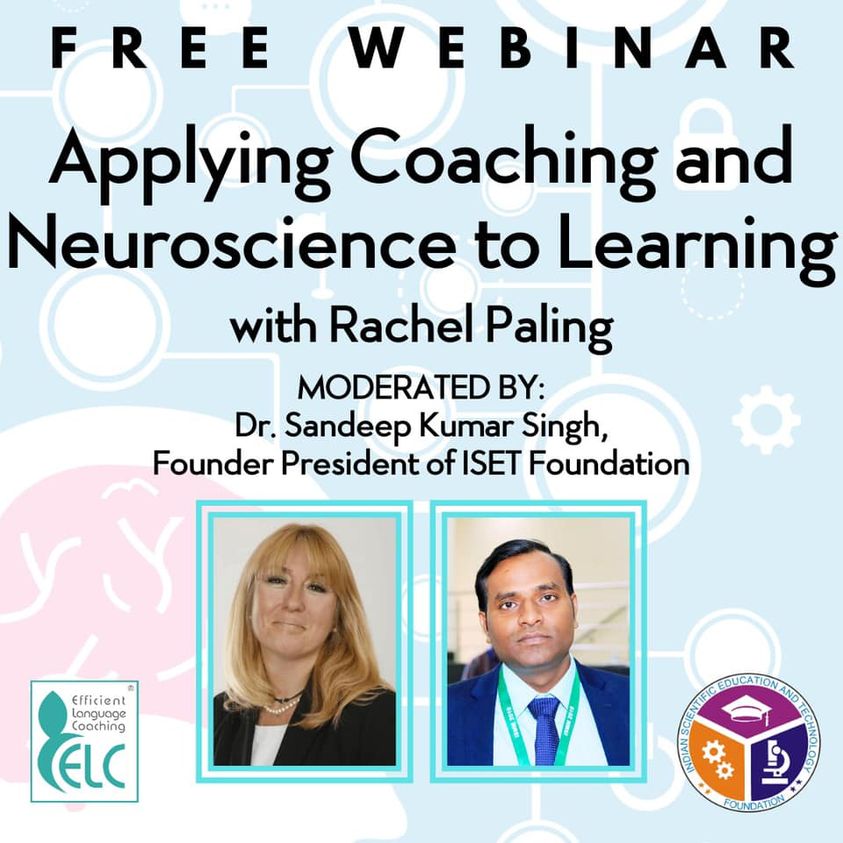 FREE WEBINAR
Applying Coaching and
Neuroscience to Learning
with Rachel Paling
MODERATED BY:
Dr. Sandeep Kumar Singh,
Founder President of ISET Foundation
Efficient
Language
Coaching
®
ELC
INDIAN SCIENTIFIC EDUCATION AND TECHNOLOGY
FOUNDATION